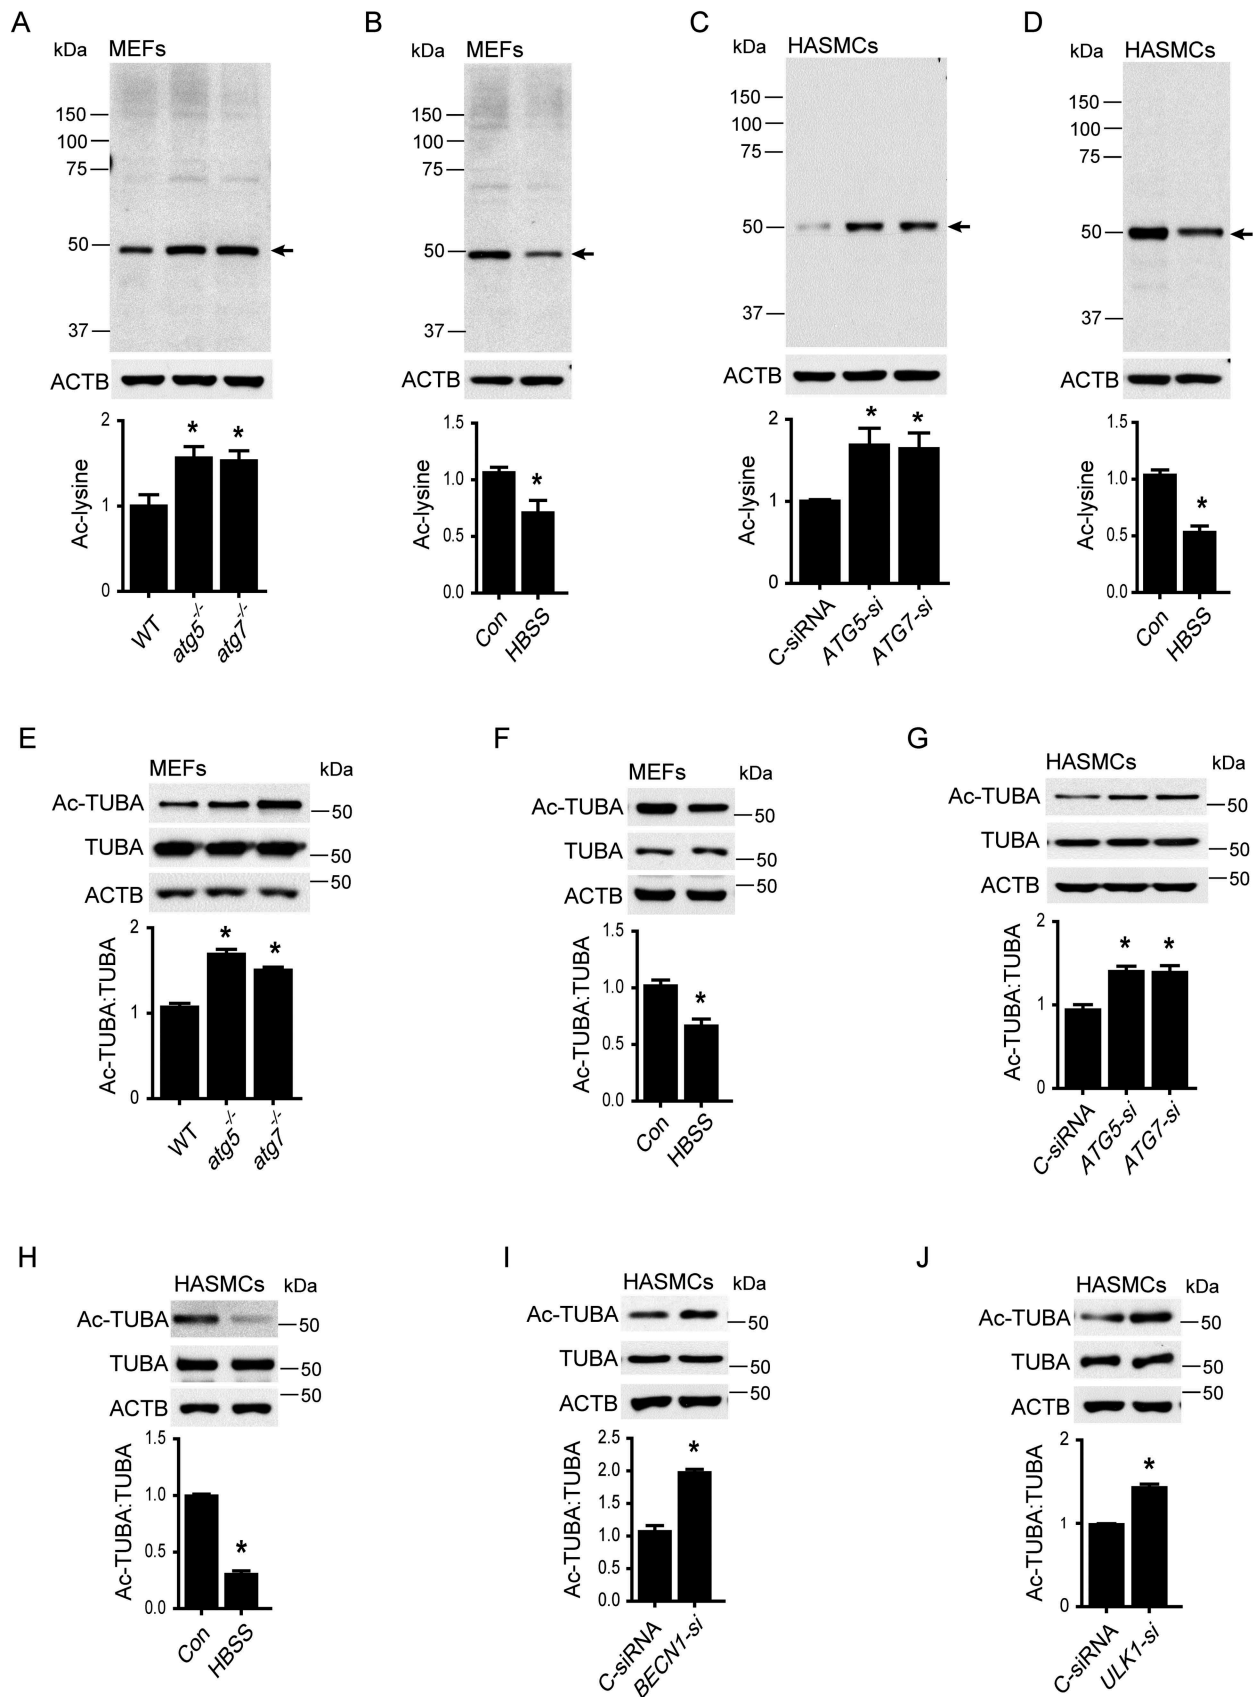 A
kDa MEFs
150
100
75
50
37
ACTB
2
1
0
Ac-lysine
*
*
WT
atg5-/-
atg7-/-
B
kDa MEFs
150
100
75
50
37
ACTB
1.5
1.0
0.5
0.0
Ac-lysine
*
Con
HBSS
C
kDa HASMCs
150
100
75
50
37
ACTB
2
1
0
Ac-lysine
*
*
C-siRNA
ATG5-si
ATG7-si
D
kDa HASMCs
150
100
75
50
37
ACTB
1.5
1.0
0.5
0.0
Ac-lysine
*
Con
HBSS
E
MEFs kDa
Ac-TUBA 50
TUBA 50
ACTB 50
2
1
0
Ac-TUBA:TUBA
*
*
WT
atg5-/-
atg7-/-
F
MEFs kDa
Ac-TUBA 50
TUBA 50
ACTB 50
1.5
1.0
0.5
0.0
Ac-TUBA:TUBA
*
Con
HBSS
G
HASMCs kDa
Ac-TUBA 50
TUBA 50
ACTB 50
2
1
0
Ac-TUBA:TUBA
*
*
C-siRNA
ATG5-si
ATG7-si
H
HASMCs kDa
Ac-TUBA 50
TUBA 50
ACTB 50
1.5
1.0
0.5
0.0
Ac-TUBA:TUBA
*
Con
HBSS
I
HASMCs kDa
Ac-TUBA 50
TUBA 50
ACTB 50
2.5
2.0
1.5
1.0
0.5
0.0
Ac-TUBA:TUBA
*
C-siRNA
BECN1-si
J
HASMCs kDa
Ac-TUBA 50
TUBA 50
ACTB 50
2
1
0
Ac-TUBA:TUBA
*
C-siRNA
ULK1-si